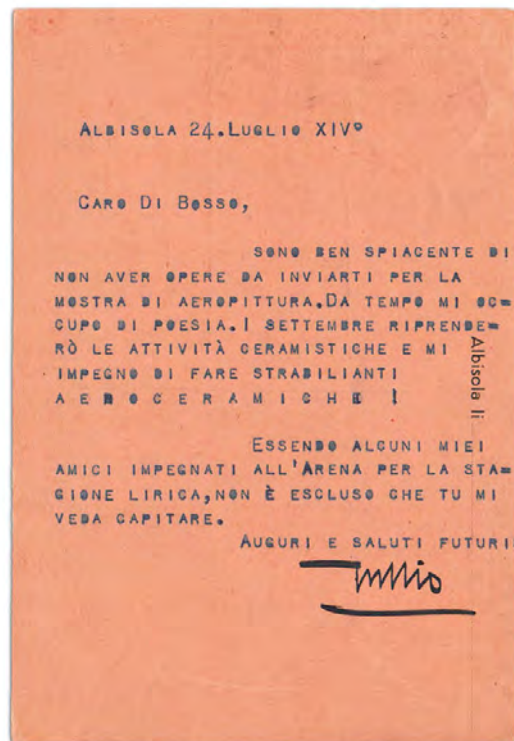 ALBISOLA 24.LUGLIO XIVº
CARO DI BOSSO,
SONO BEN SPIACENTE DI
NON AVER OPERE DA INVIARTI PER LA
MOSTRA DI AEROPITTURA.DA TEMPO MI OC=
CUPO DI POESIA.I SETTEMBRE RIPRENDE=
RÒ LE ATTIVITÀ CERAMISTICHE E MI
IMPEGNO DI FARE STRABILIANTI
A E R O C E R A M I C H E !
ESSENDO ALCUNI MIEI
AMICI IMPEGNATI ALL'ARENA PER LA STA=
GIONE LIRICA,NON È ESCLUSO CHE TU MI
VEDA CAPITARE.
AUGURI E SALUTI FUTURI
Tullio
Albisola li